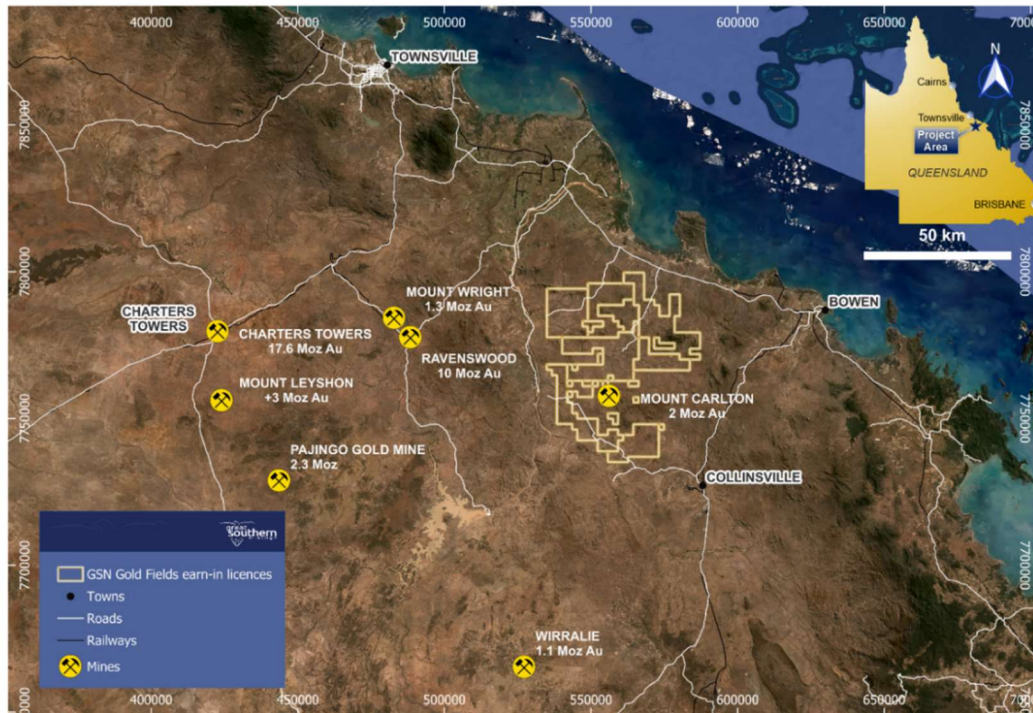 400000 450000 500000 550000 600000 650000 7000
7850000
7850000
7800000
7800000
7750000
7750000
7700000
7700000
TOWNSVILLE
N
Cairns
Townsville
Project
Area
QUEENSLAND
BRISBANE
50 km
BOWEN
MOUNT WRIGHT
1.3 Moz Au
CHARTERS
TOWERS
CHARTERS TOWERS
17.6 Moz Au
RAVENSWOOD
10 Moz Au
MOUNT LEYSHON
+3 Moz Au
MOUNT CARLTON
2 Moz Au
PAJINGO GOLD MINE
2.3 Moz
COLLINSVILLE
WIRRALIE
1.1 Moz Au
great
southern
GSN Gold Fields earn-in licences
Towns
Roads
Railways
Mines
400000 450000 500000 550000 600000 650000